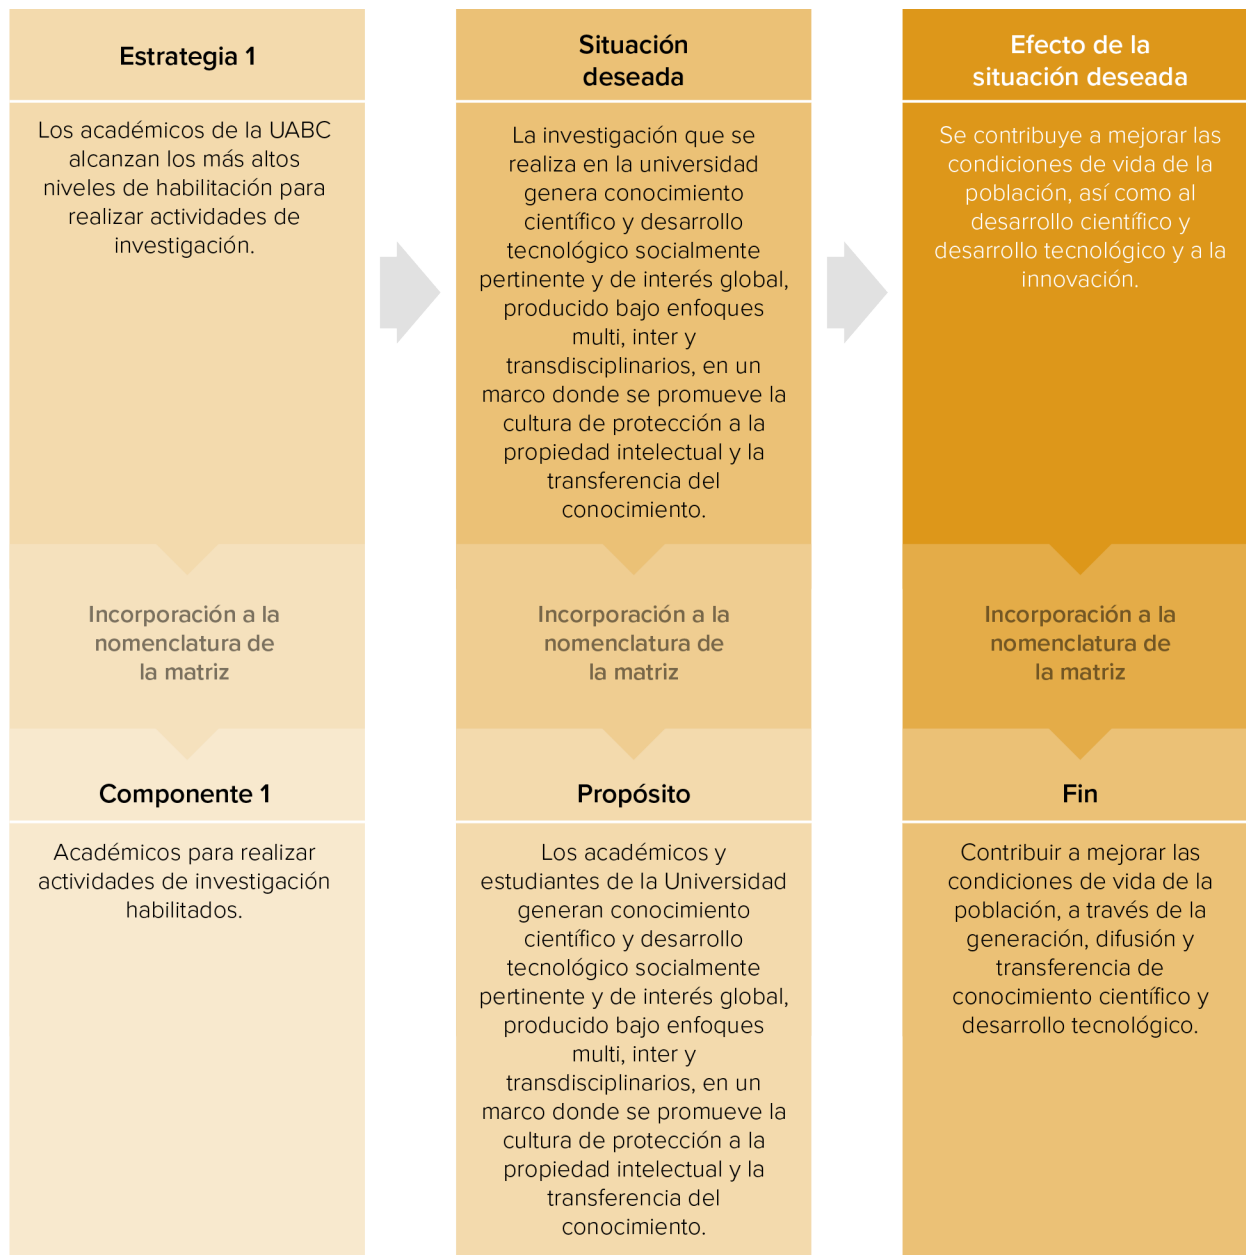 Estrategia 1
Los académicos de la UABC
alcanzan los más altos
niveles de habilitación para
realizar actividades de
investigación.
Incorporación a la
nomenclatura de
la matriz
Componente 1
Académicos para realizar
actividades de investigación
habilitados.
Situación
deseada
La investigación que se
realiza en la universidad
genera conocimiento
científico y desarrollo
tecnológico socialmente
pertinente y de interés global,
producido bajo enfoques
multi, inter y
transdisciplinarios, en un
marco donde se promueve la
cultura de protección a la
propiedad intelectual y la
transferencia del
conocimiento.
Incorporación a la
nomenclatura de
la matriz
Propósito
Los académicos y
estudiantes de la Universidad
generan conocimiento
científico y desarrollo
tecnológico socialmente
pertinente y de interés global,
producido bajo enfoques
multi, inter y
transdisciplinarios, en un
marco donde se promueve la
cultura de protección a la
propiedad intelectual y la
transferencia del
conocimiento.
Efecto de la
situación deseada
Se contribuye a mejorar las
condiciones de vida de la
población, así como al
desarrollo científico y
desarrollo tecnológico y a la
innovación.
Incorporación a la
nomenclatura de
la matriz
Fin
Contribuir a mejorar las
condiciones de vida de la
población, a través de la
generación, difusión y
transferencia de
conocimiento científico y
desarrollo tecnológico.